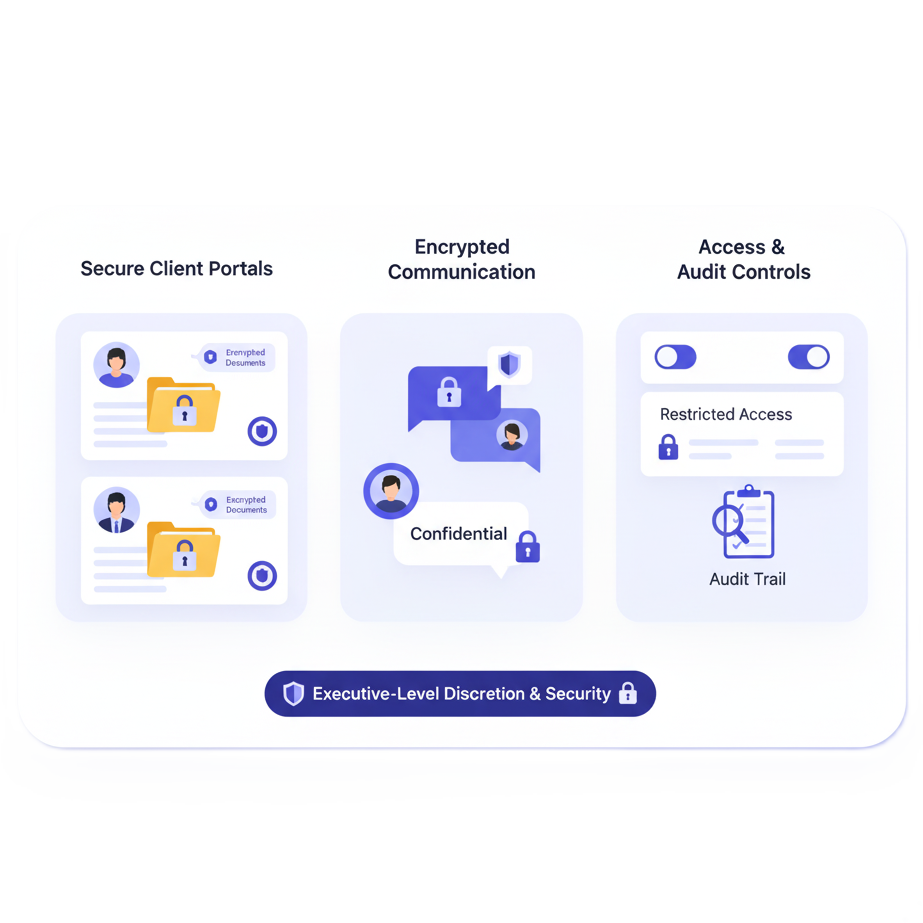 Secure Client Portals
Encrypted
Communication
Access &
Audit Controls
Erenyphted
Desuments
Excrypted
Documents
Confidential
Restricted Access
Audit Trail
Executive-Level Discretion & Security